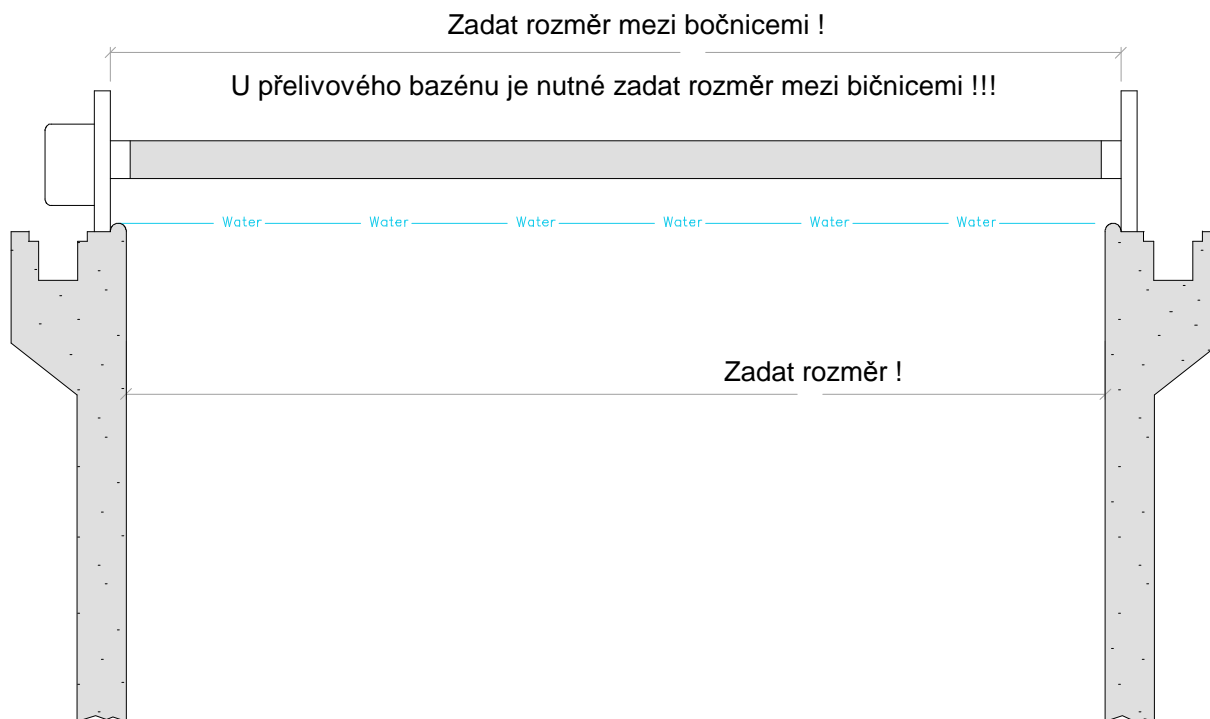 Zadat rozměr mezi bočnicemi !
U přelivového bazénu je nutné zadat rozměr mezi bičnicemi !!!
Water Water Water Water Water Water
Zadat rozměr !